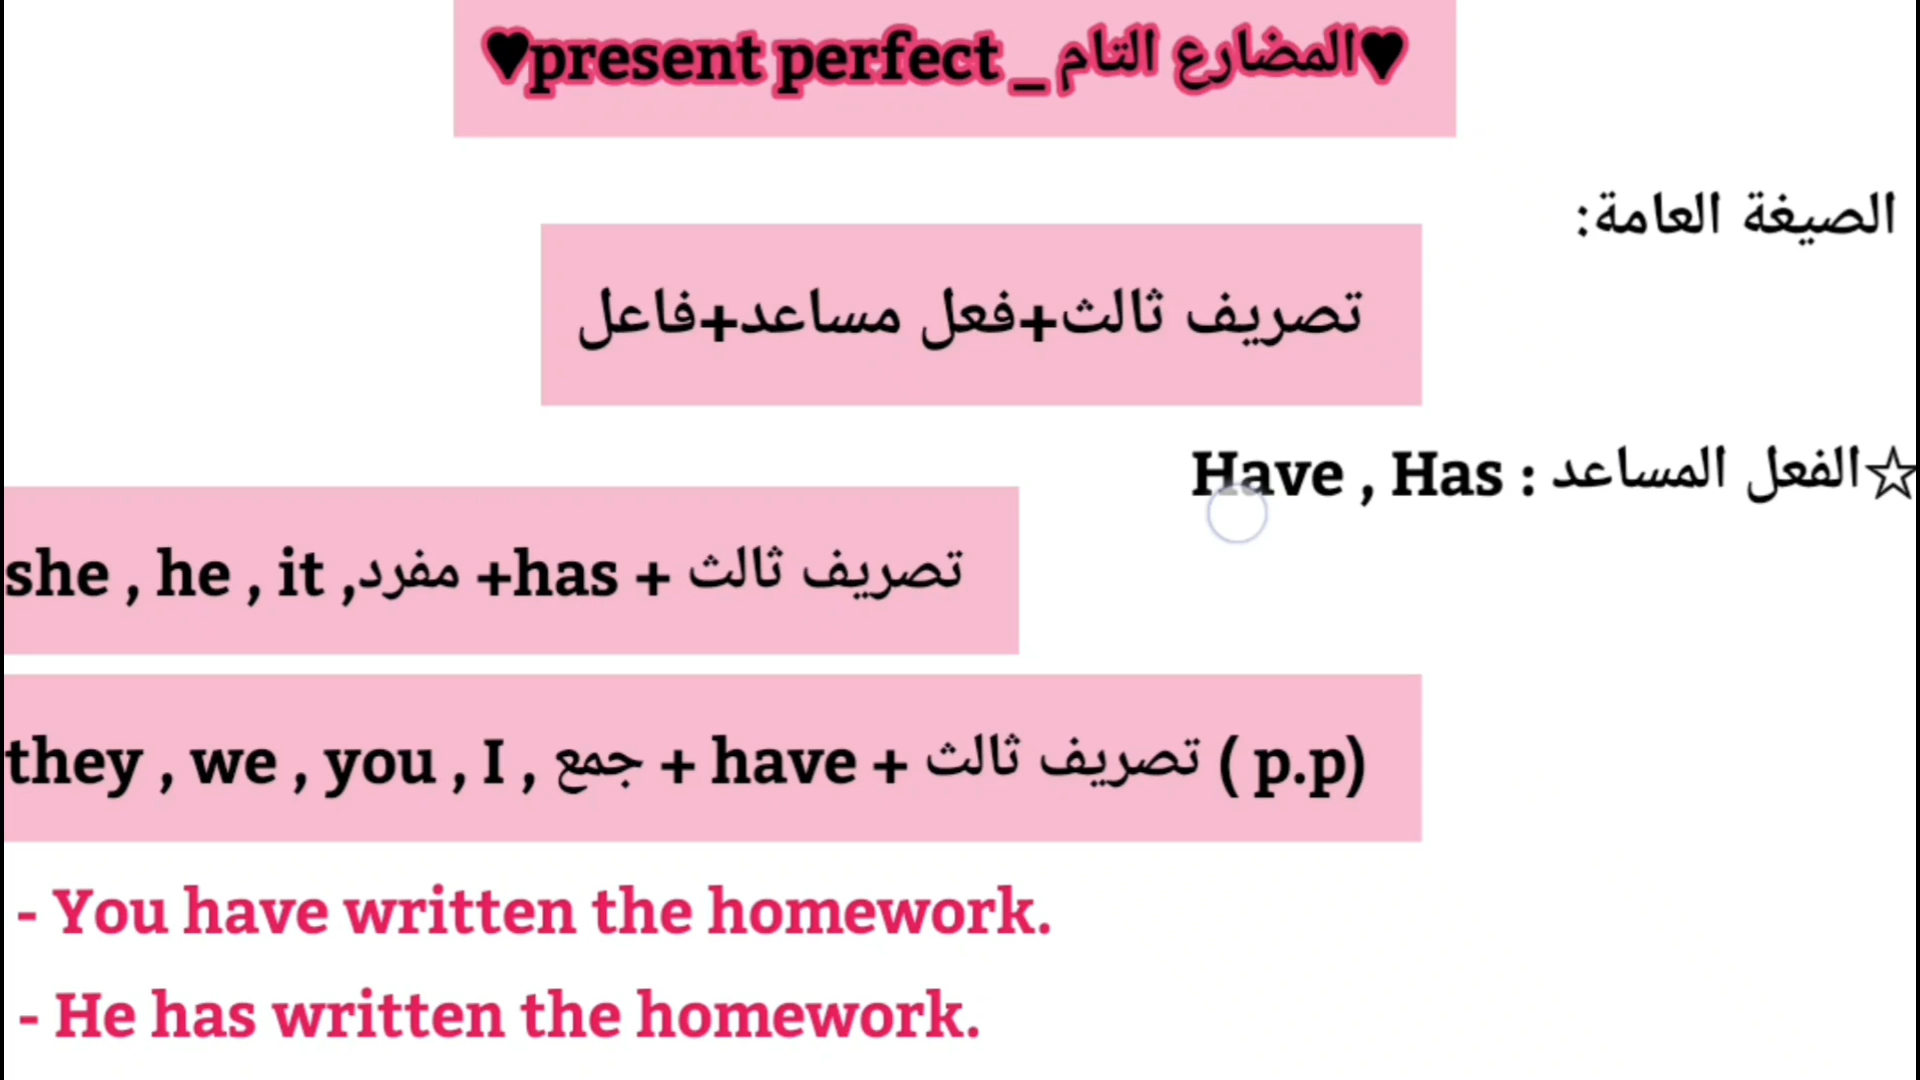 ♥المضارع التام _ present perfect♥
الصيغة العامة:
تصريف ثالث+فعل مساعد+فاعل
☆الفعل المساعد : Have , Has
she , he , it ,مفرد +has + تصريف ثالث
they , we , you , I , جمع + have + تصريف ثالث ( p.p)
- You have written the homework.
- He has written the homework.